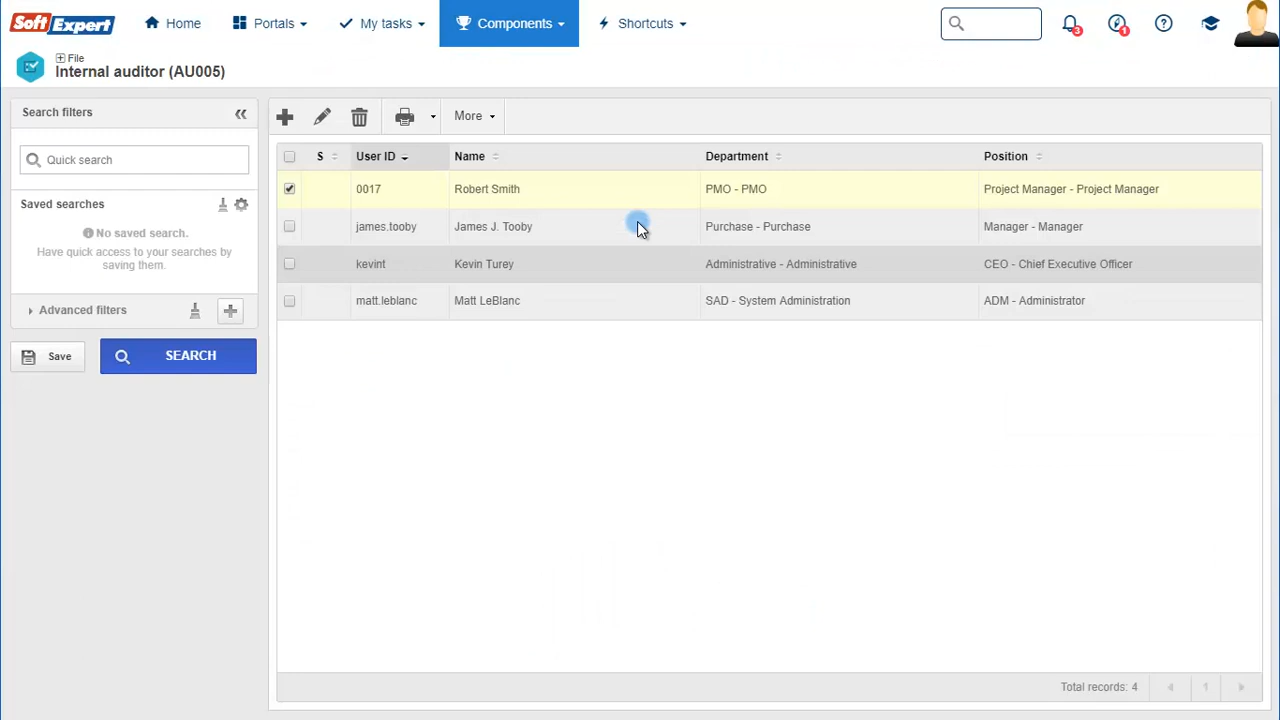 SoftExpert
Home
Portals
My tasks
Components
Shortcuts
3
1
File
Internal auditor (AU005)
Search filters
Quick search
Saved searches
No saved search.
Have quick access to your searches by
saving them.
Advanced filters
Save
SEARCH
More
S User ID Name Department Position
0017 Robert Smith PMO - PMO Project Manager - Project Manager
james.tooby James J. Tooby Purchase - Purchase Manager - Manager
kevint Kevin Turey Administrative - Administrative CEO - Chief Executive Officer
matt.leblanc Matt LeBlanc SAD - System Administration ADM - Administrator
Total records: 4
1